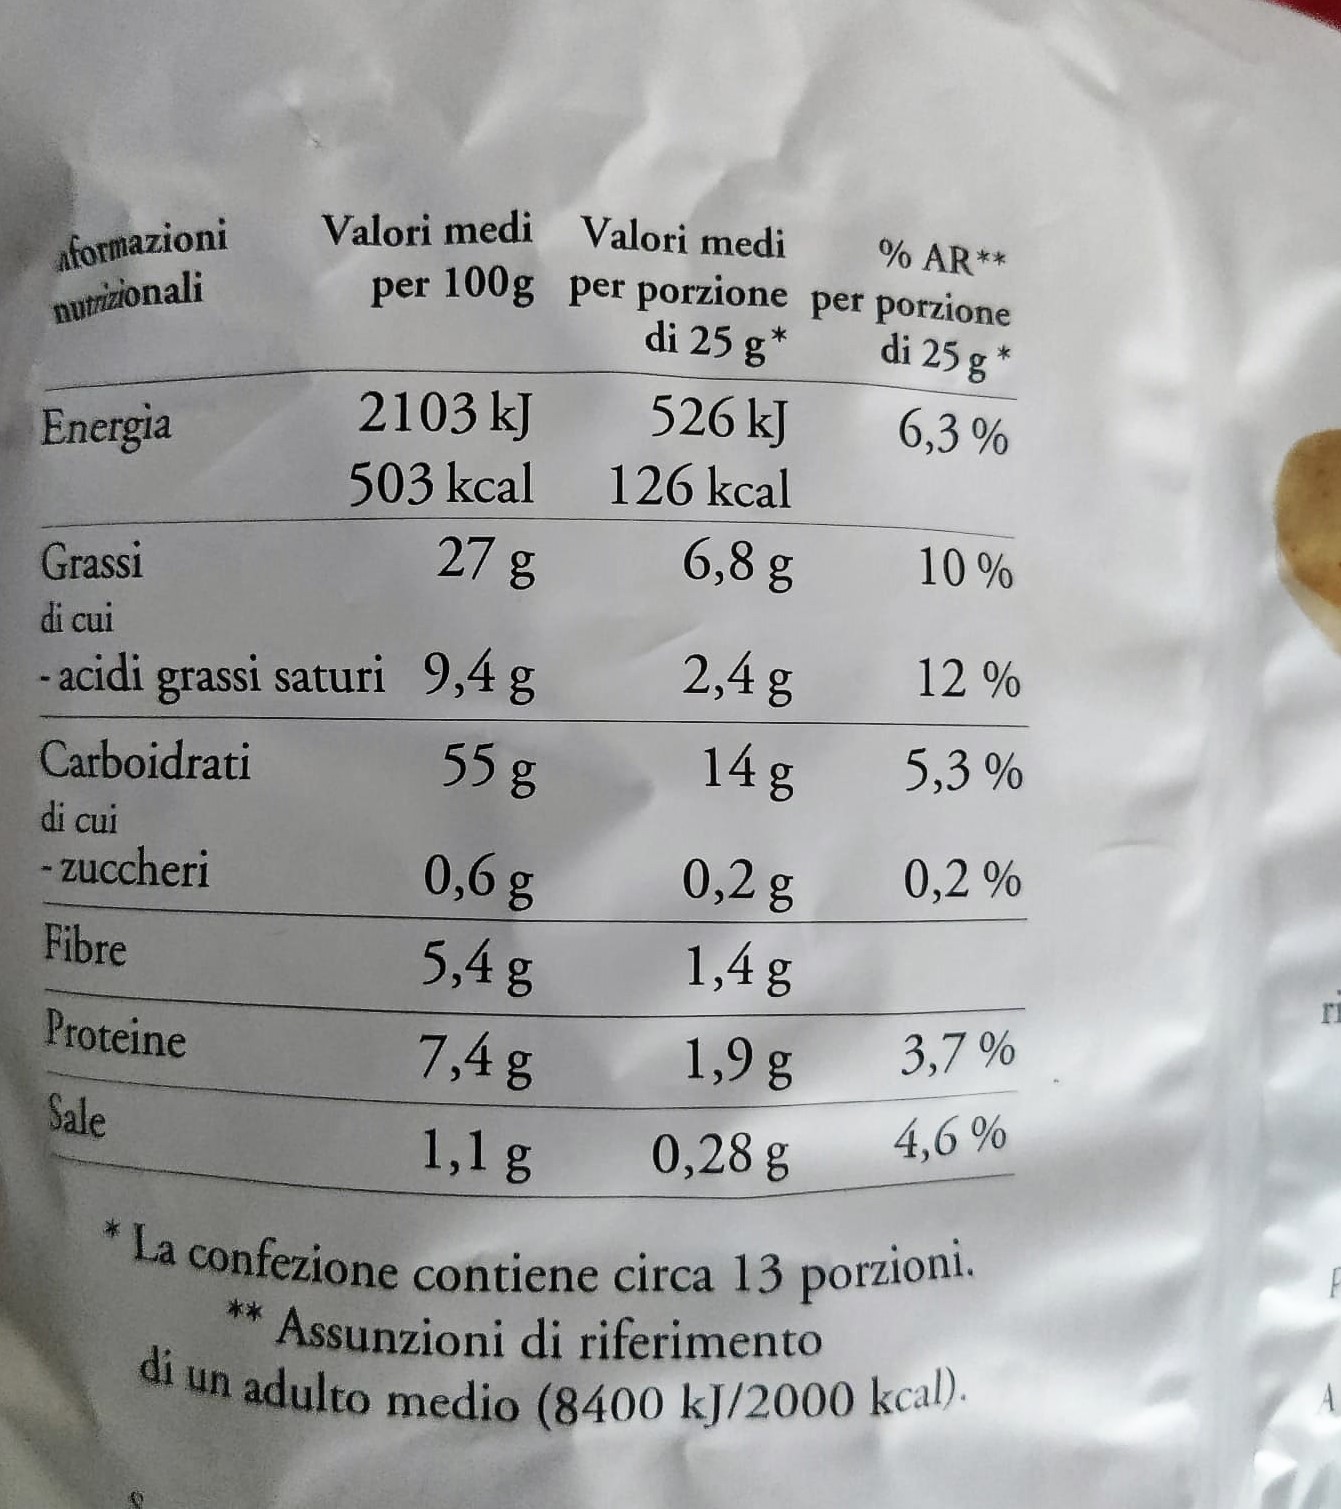 nformazioni Valori medi Valori medi % AR**
nutrizionali per 100g per porzione per porzione
di 25 g* di 25 g *
Energia 2103 kJ 526 kJ 6,3 %
503 kcal 126 kcal
Grassi 27 g 6,8 g 10 %
di cui
- acidi grassi saturi 9,4 g 2,4 g 12 %
Carboidrati 55 g 14 g 5,3 %
di cui
- zuccheri 0,6 g 0,2 g 0,2 %
Fibre 5,4 g 1,4 g
Proteine 7,4 g 1,9 g 3,7 %
Sale 1,1 g 0,28 g 4,6 %
* La confezione contiene circa 13 porzioni.
** Assunzioni di riferimento
di un adulto medio (8400 kJ/2000 kcal).